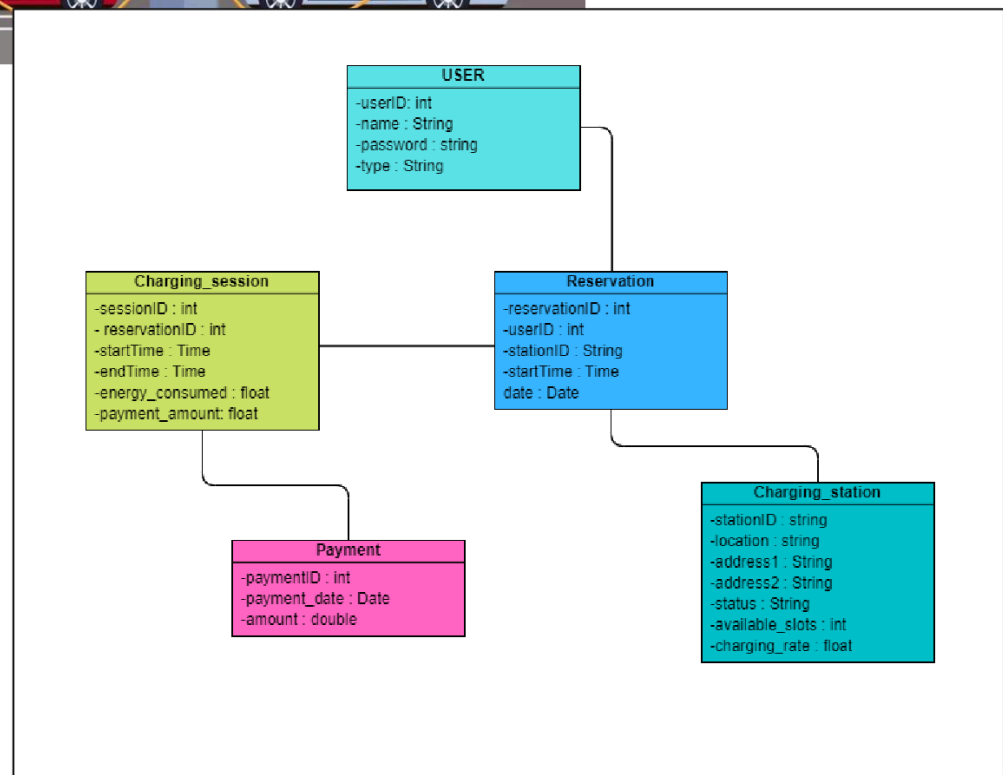 USER
-userID: int
-name : String
-password : string
-type : String
Charging_session
-sessionID : int
- reservationID : int
-startTime : Time
-endTime : Time
-energy_consumed : float
-payment_amount: float
Reservation
-reservationID : int
-userID : int
-stationID : String
-startTime : Time
date : Date
Charging_station
-stationID : string
-location : string
-address1 : String
-address2 : String
-status : String
-available_slots : int
-charging_rate : float
Payment
-paymentID : int
-payment_date : Date
-amount : double